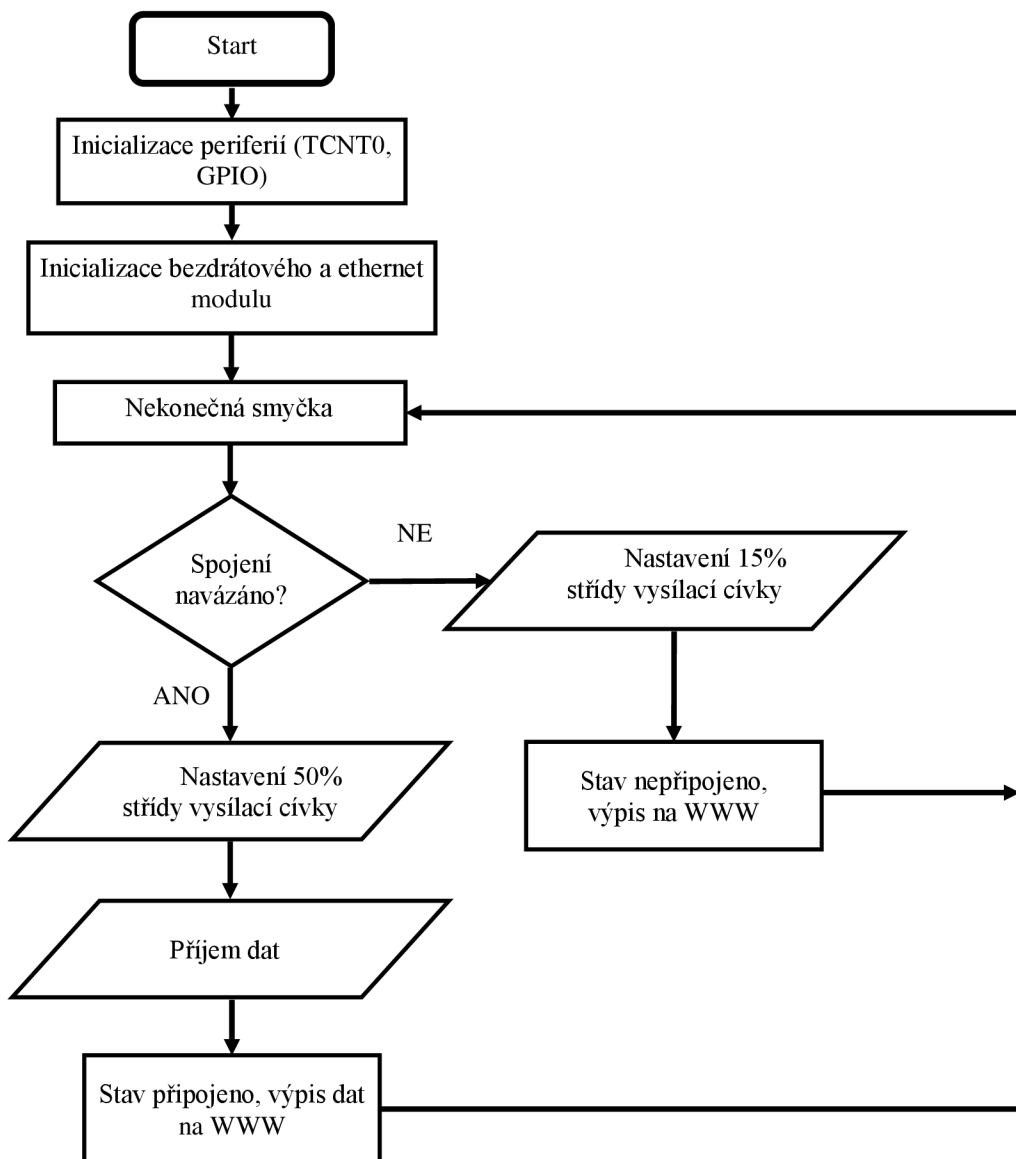 Start
Inicializace periferií (TCNT0,
GPIO)
Inicializace bezdrátového a ethernet
modulu
Nekonečná smyčka
Spojení
navázáno?
NE
Nastavení 15%
střídy vysílací cívky
ANO
Nastavení 50%
střídy vysílací cívky
Stav nepřipojeno,
výpis na WWW
Příjem dat
Stav připojeno, výpis dat
na WWW